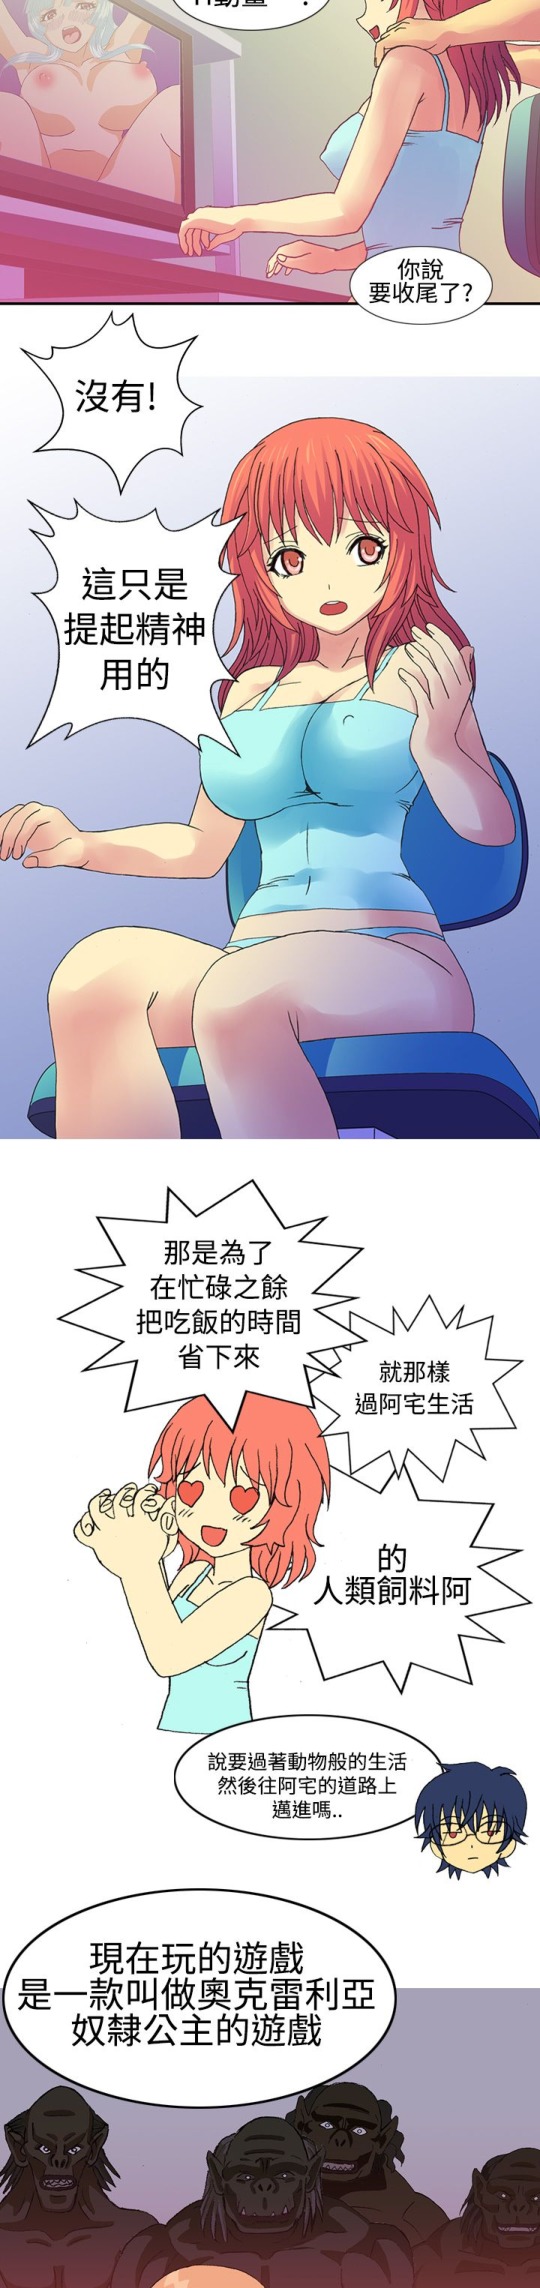 你說
要收尾了?
沒有!
這只是
提起精神
用的
那是為了
在忙碌之餘
把吃飯的時間
省下來
就那樣
過阿宅生活
的
人類飼料阿
說要過著動物般的生活
然後往阿宅的道路上
邁進嗎..
現在玩的遊戲
是一款叫做奧克雷利亞
奴隸公主的遊戲